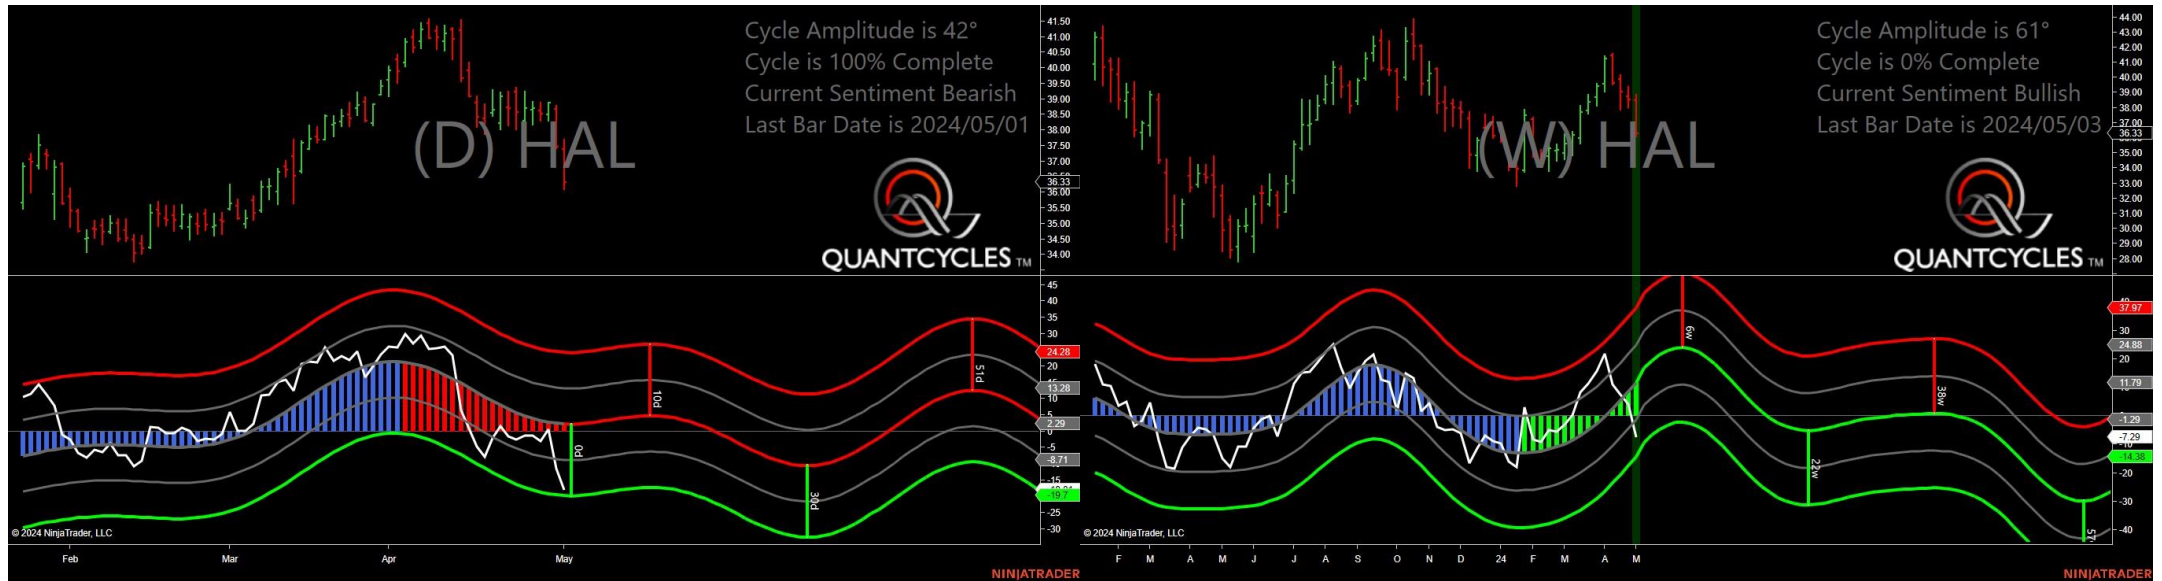 Cycle Amplitude is 42°
Cycle is 100% Complete
Current Sentiment Bearish
Last Bar Date is 2024/05/01
(D) HAL
QUANTCYCLES TM
41.50
41.00
40.50
40.00
39.50
39.00
38.50
38.00
37.50
37.00
36.33
36.00
35.50
35.00
34.50
34.00
45
40
35
30
24.28
20
15
13.28
10
5
2.29
0
-5
-8.71
-15
-19.7
-25
-30
0d
10d
30d
51d
© 2024 NinjaTrader, LLC
Feb Mar Apr May
NINJATRADER
Cycle Amplitude is 61°
Cycle is 0% Complete
Current Sentiment Bullish
Last Bar Date is 2024/05/03
(W) HAL
QUANTCYCLES TM
44.00
43.00
42.00
41.00
40.00
39.00
38.00
37.00
36.33
35.00
34.00
33.00
32.00
31.00
30.00
29.00
28.00
37.97
30
24.88
20
11.79
-1.29
-7.29
-14.38
-20
-30
-40
6w
22w
38w
© 2024 NinjaTrader, LLC
F M A M J J A S O N D 24 F M A M
NINJATRADER